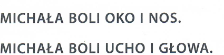 MICHAŁA BOLI OKO I NOS.
MICHAŁA BOLI UCHO I GŁOWA.